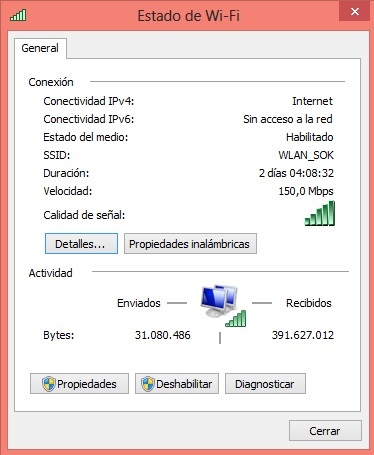 Estado de Wi-Fi
General
Conexión
Conectividad IPv4: Internet
Conectividad IPv6: Sin acceso a la red
Estado del medio: Habilitado
SSID: WLAN_SOK
Duración: 2 días 04:08:32
Velocidad: 150,0 Mbps
Calidad de señal:
Detalles... Propiedades inalámbricas
Actividad
Enviados Recibidos
Bytes: 31.080.486 391.627.012
Propiedades Deshabilitar Diagnosticar
Cerrar